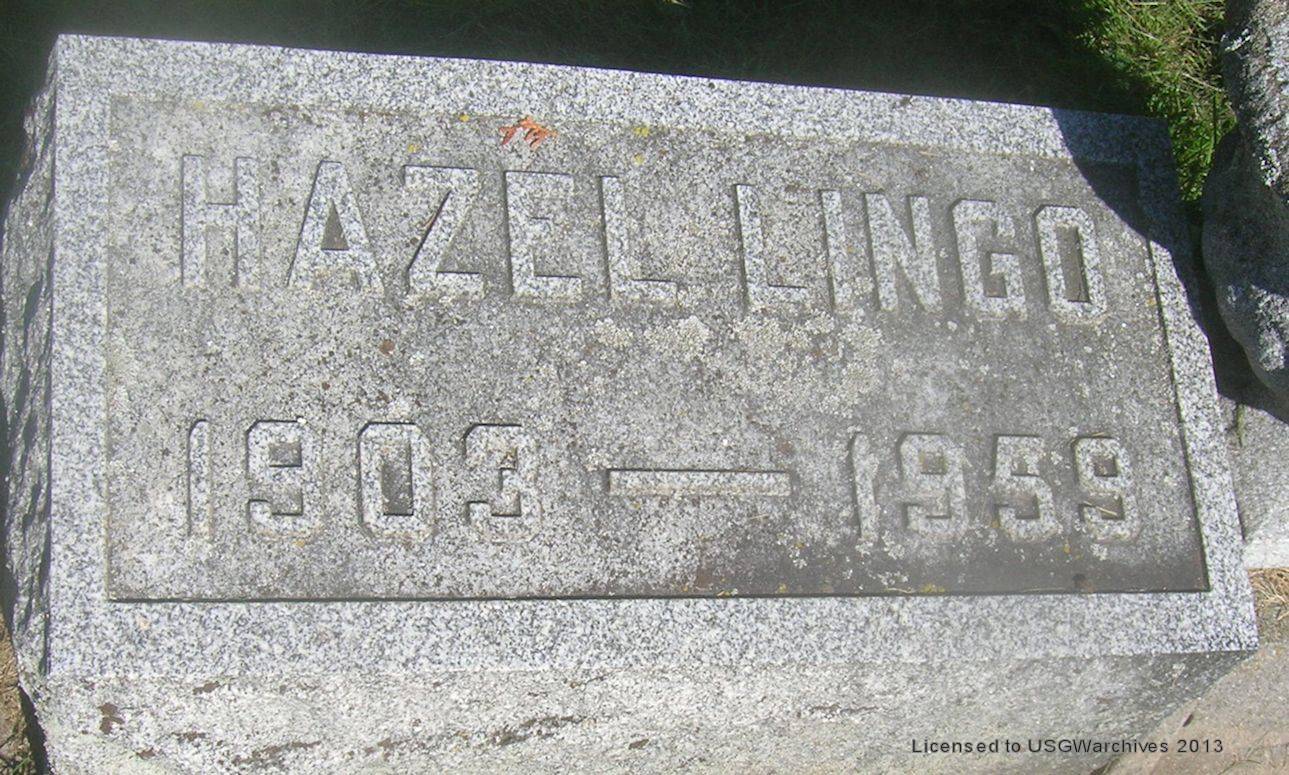 HAZEL LINGO
1903 — 1959
Licensed to USGWarchives 2013